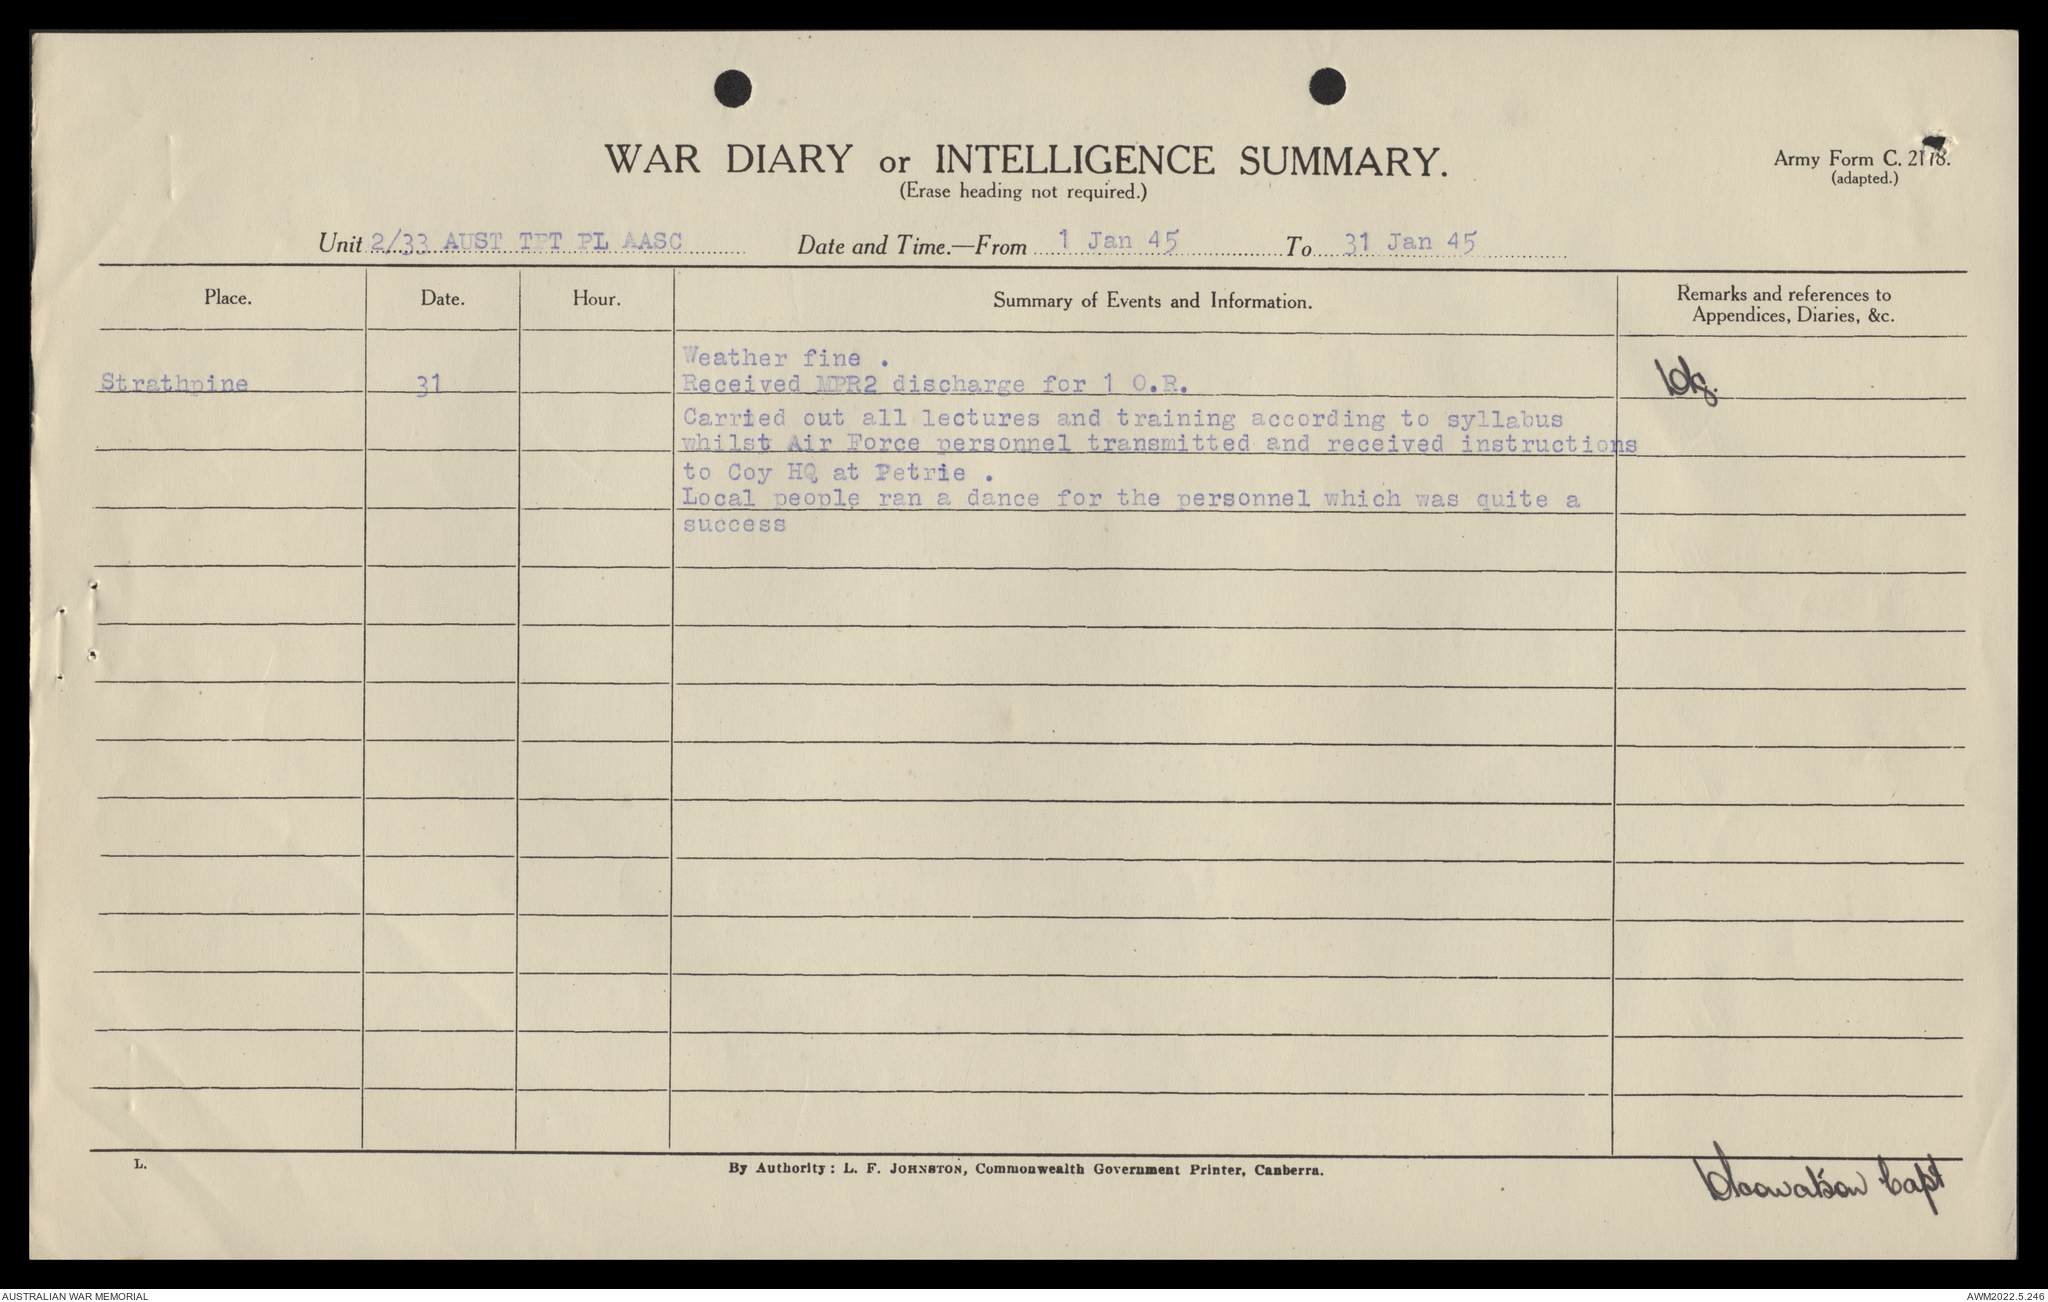 WAR DIARY or INTELLIGENCE SUMMARY.
(Erase heading not required.)
Army Form C. 2118.
(adapted.)
Unit 2/33 AUST TPT PL AASC Date and Time.—From 1 Jan 45 To 31 Jan 45
Place. Date. Hour. Summary of Events and Information. Remarks and references to
Appendices, Diaries, &c.
Weather fine .
Strathpine 31 Received MPR2 discharge for 1 O.R.
Carried out all lectures and training according to syllabus
whilst Air Force personnel transmitted and received instructions
to Coy HQ at Petrie .
Local people ran a dance for the personnel which was quite a
success
L. By Authority: L. F. JOHNSTON, Commonwealth Government Printer, Canberra.
Capt
AUSTRALIAN WAR MEMORIAL AWM2022.5.246